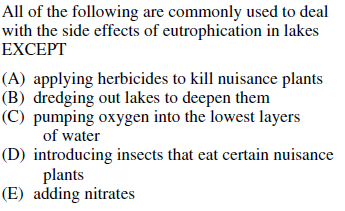 All of the following are commonly used to deal
with the side effects of eutrophication in lakes
EXCEPT
(A) applying herbicides to kill nuisance plants
(B) dredging out lakes to deepen them
(C) pumping oxygen into the lowest layers
of water
(D) introducing insects that eat certain nuisance
plants
(E) adding nitrates